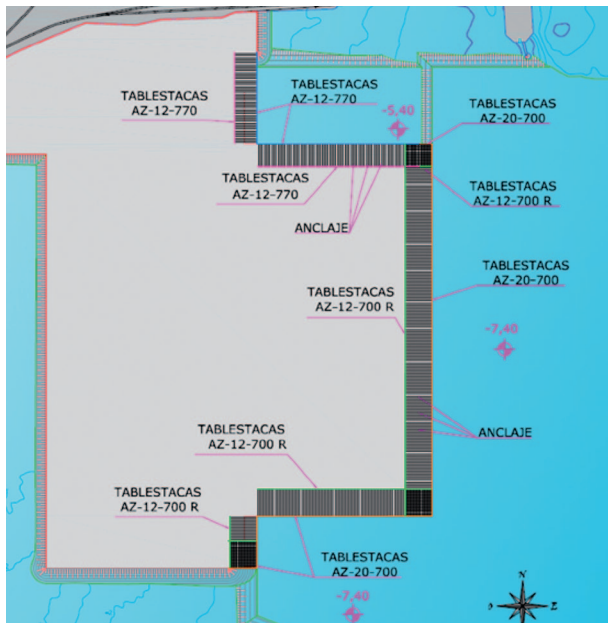 TABLESTACAS
AZ-12-770
TABLESTACAS
AZ-12-770
-5,40
TABLESTACAS
AZ-20-700
TABLESTACAS
AZ-12-770
TABLESTACAS
AZ-12-700 R
ANCLAJE
TABLESTACAS
AZ-20-700
TABLESTACAS
AZ-12-700 R
-7,40
TABLESTACAS
AZ-12-700 R
ANCLAJE
TABLESTACAS
AZ-12-700 R
TABLESTACAS
AZ-20-700
-7,40
N
O
E
S